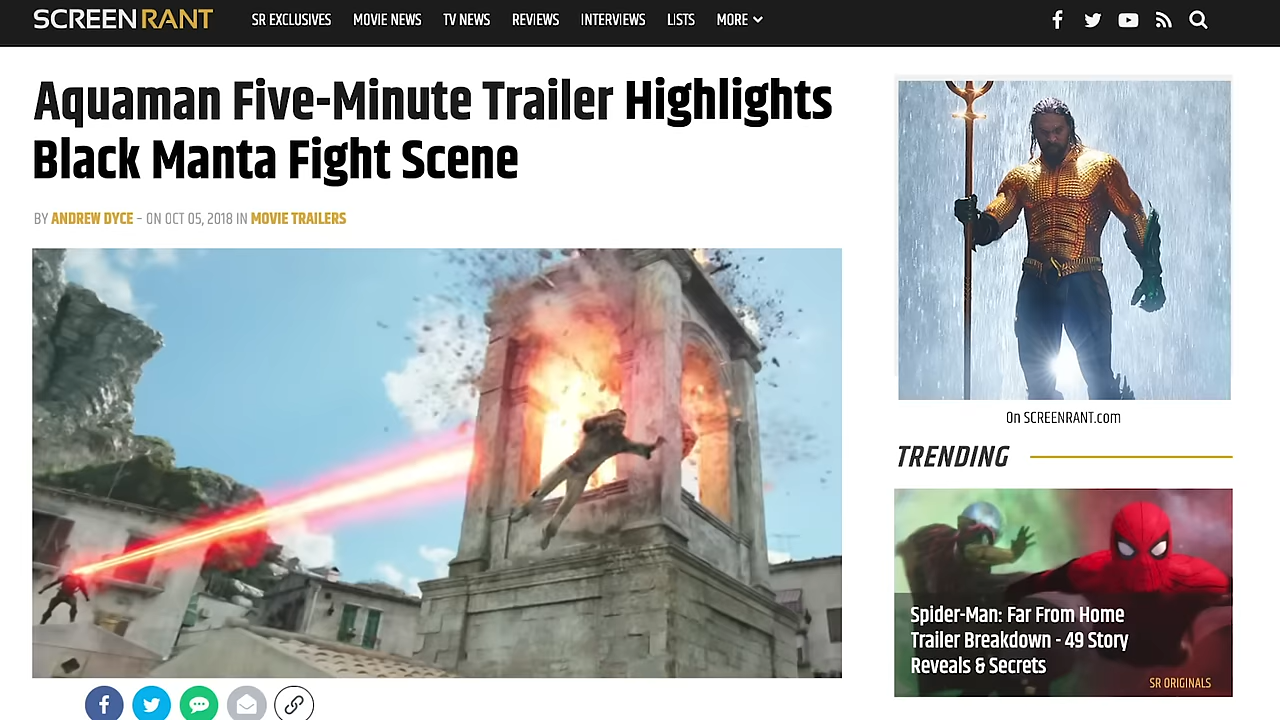 SCREENRANT
SR EXCLUSIVES MOVIE NEWS TV NEWS REVIEWS INTERVIEWS LISTS MORE
Aquaman Five-Minute Trailer Highlights
Black Manta Fight Scene
BY ANDREW DYCE – ON OCT 05, 2018 IN MOVIE TRAILERS
On SCREENRANT.com
TRENDING
Spider-Man: Far From Home
Trailer Breakdown - 49 Story
Reveals & Secrets
SR ORIGINALS